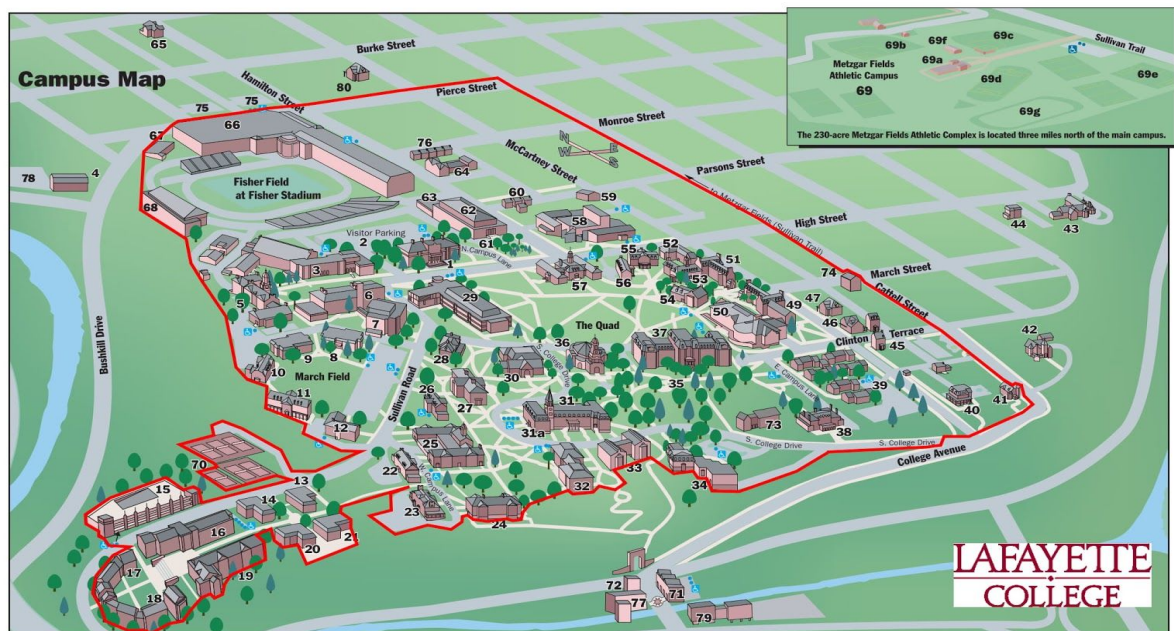 65
Burke Street
Campus Map
Hamilton Street
80
75
75
Pierce Street
66
67
Monroe Street
N
E
W
S
76
McCartney Street
64
Parsons Street
78
4
Fisher Field
at Fisher Stadium
to Metzgar Fields (Sullivan Trail)
68
63
62
60
59
58
High Street
44
43
Visitor Parking
2
1
61
N. Campus Lane
55
52
51
74
March Street
3
57
56
53
54
Cattell Street
5
6
29
49
47
50
46
Clinton Terrace
45
42
7
The Quad
36
37
Bushkill Drive
9
8
28
S. College Drive
10
March Field
30
35
E. Campus Lane
39
40
41
11
Sullivan Road
26
27
31
31a
73
38
12
25
S. College Drive
S. College Drive
College Avenue
70
22
W. Campus Lane
33
32
34
15
13
14
23
24
16
20
21
17
19
18
72
71
77
79
69b
69f
69c
Sullivan Trail
69a
Metzgar Fields
Athletic Campus
69
69d
69e
69g
The 230-acre Metzgar Fields Athletic Complex is located three miles north of the main campus.
LAFAYETTE
COLLEGE